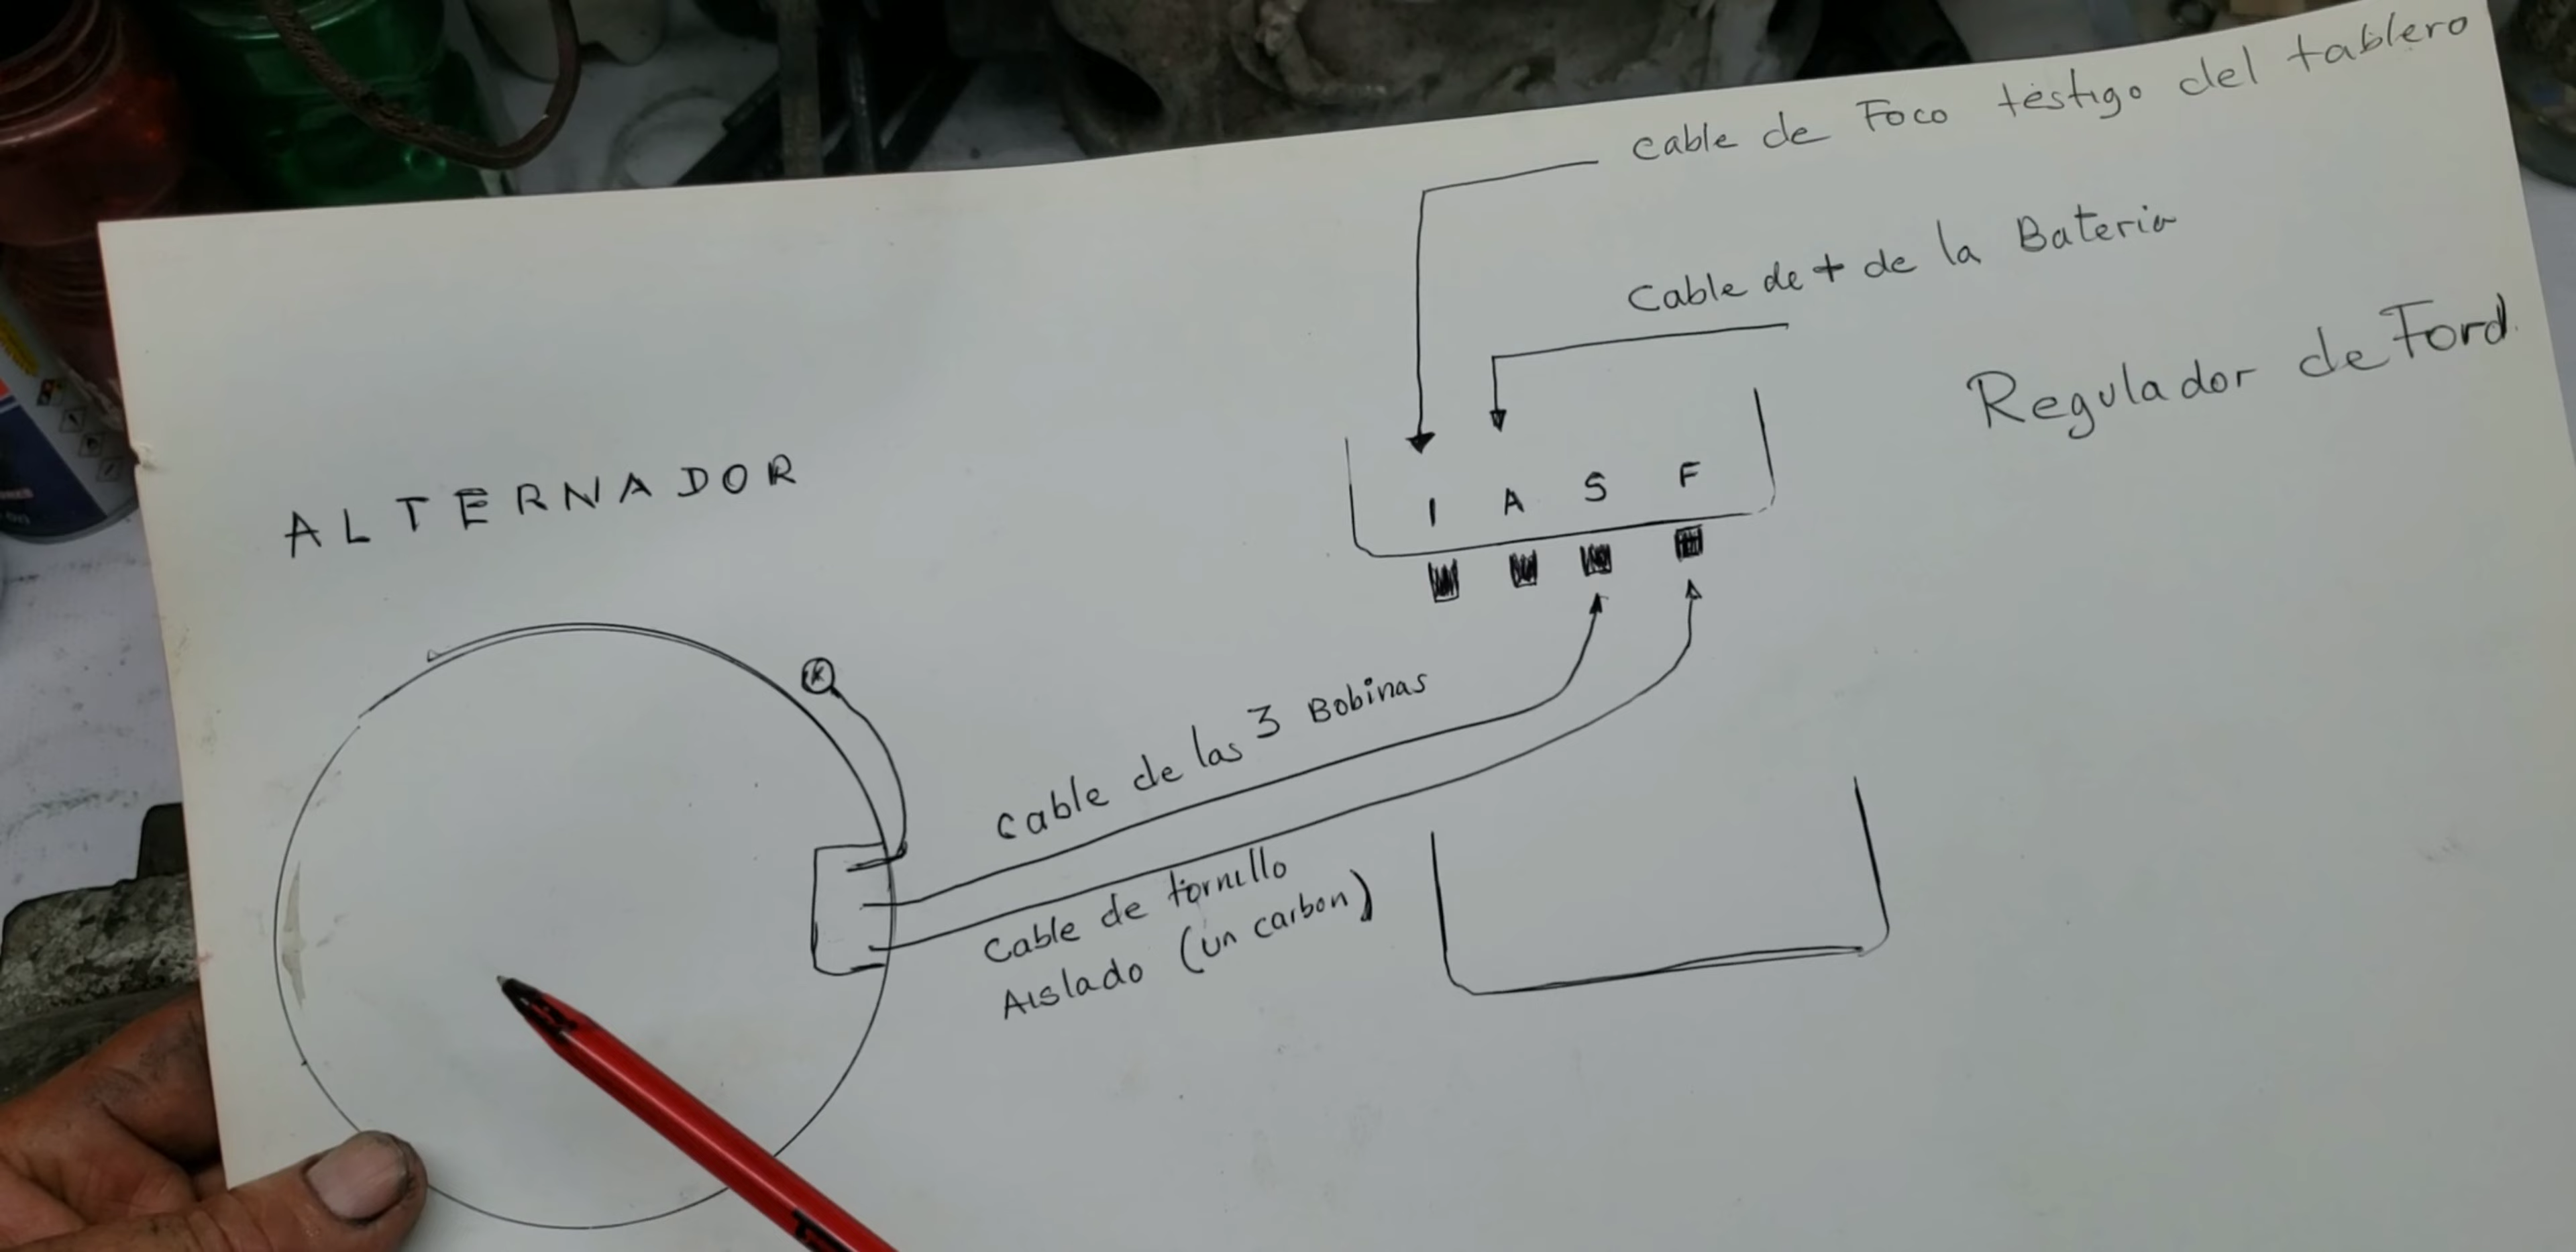 cable de Foco testigo del tablero
Cable de + de la Bateria
Regulador de Ford
ALTERNADOR
I A S F
cable de las 3 Bobinas
Cable de tornillo
Aislado (un carbon)